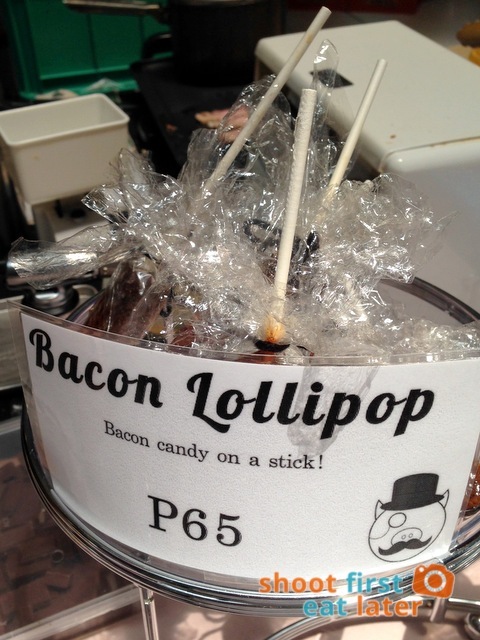 Bacon Lollipop
Bacon candy on a stick!
P65
shoot first
eat later